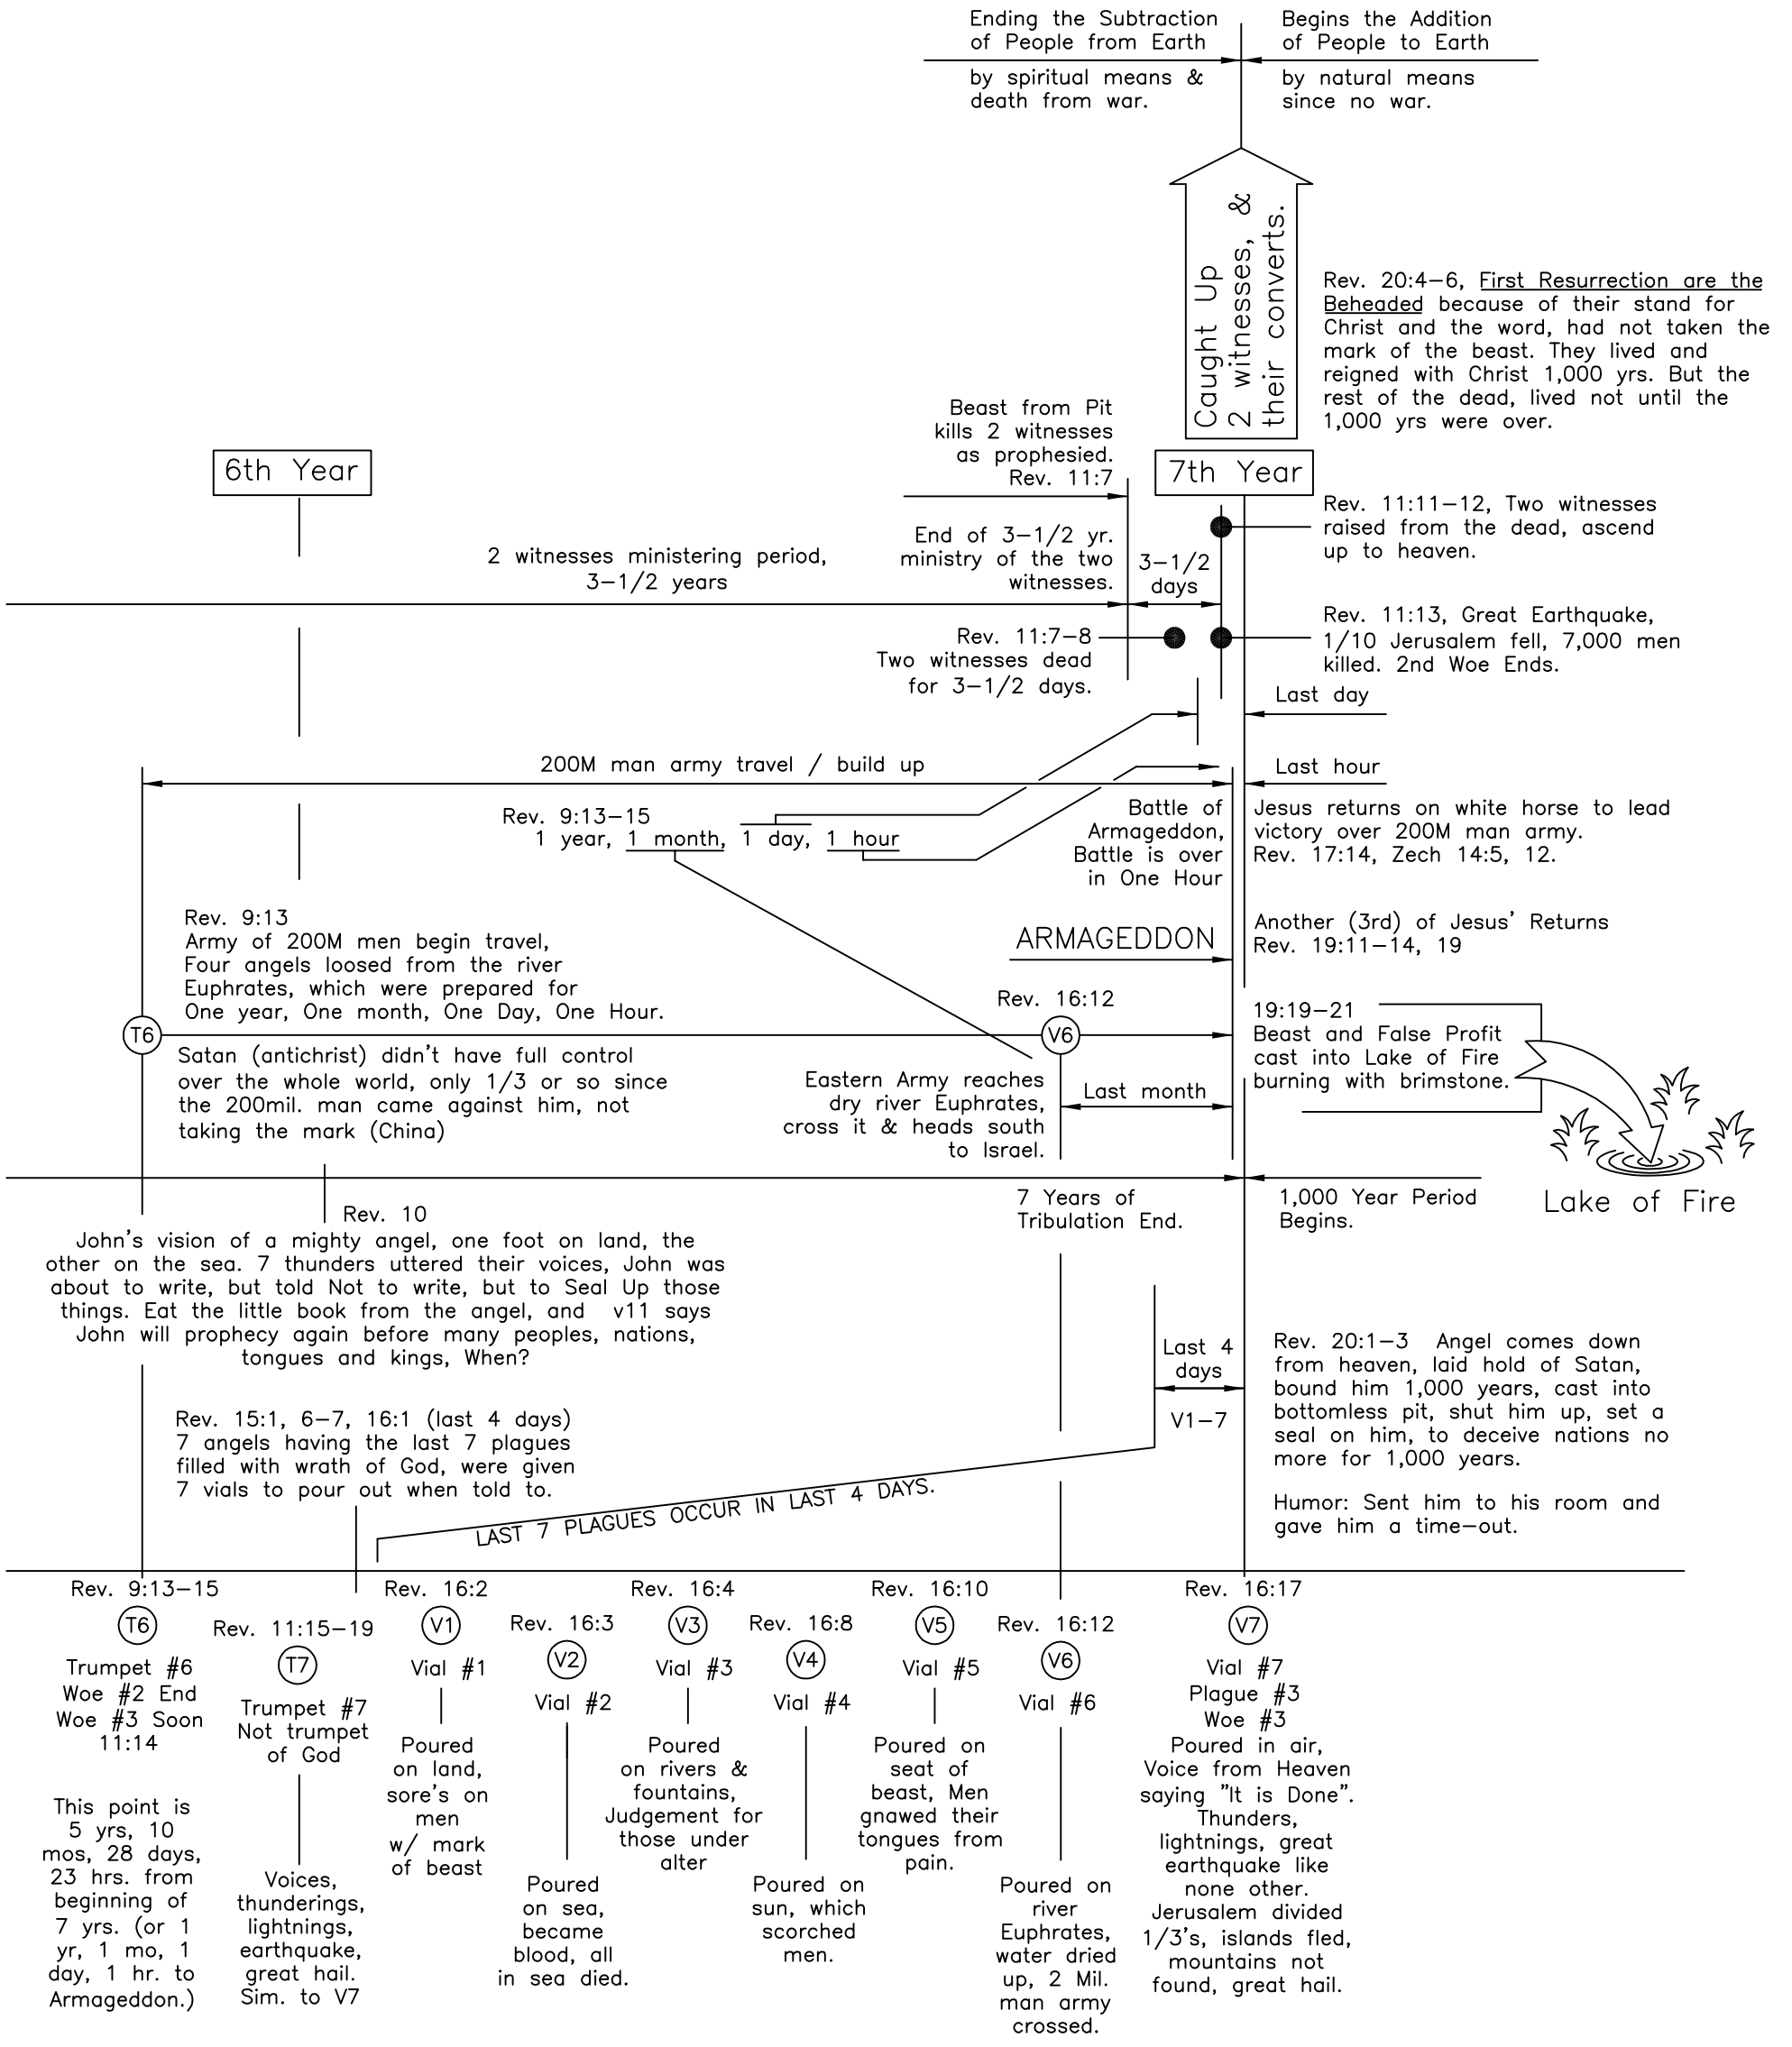 Ending the Subtraction
of People from Earth
by spiritual means &
death from war.
Begins the Addition
of People to Earth
by natural means
since no war.
Caught Up
2 witnesses, &
their converts.
Rev. 20:4-6, First Resurrection are the
Beheaded because of their stand for
Christ and the word, had not taken the
mark of the beast. They lived and
reigned with Christ 1,000 yrs. But the
rest of the dead, lived not until the
1,000 yrs were over.
Beast from Pit
kills 2 witnesses
as prophesied.
Rev. 11:7
6th Year
7th Year
Rev. 11:11-12, Two witnesses
raised from the dead, ascend
up to heaven.
2 witnesses ministering period,
3-1/2 years
End of 3-1/2 yr.
ministry of the two
witnesses.
3-1/2
days
Rev. 11:7-8
Two witnesses dead
for 3-1/2 days.
Rev. 11:13, Great Earthquake,
1/10 Jerusalem fell, 7,000 men
killed. 2nd Woe Ends.
Last day
200M man army travel / build up
Last hour
Rev. 9:13-15
1 year, 1 month, 1 day, 1 hour
Battle of
Armageddon,
Battle is over
in One Hour
Jesus returns on white horse to lead
victory over 200M man army.
Rev. 17:14, Zech 14:5, 12.
Rev. 9:13
Army of 200M men begin travel,
Four angels loosed from the river
Euphrates, which were prepared for
One year, One month, One Day, One Hour.
ARMAGEDDON
Another (3rd) of Jesus' Returns
Rev. 19:11-14, 19
Rev. 16:12
T6
V6
19:19-21
Beast and False Profit
cast into Lake of Fire
burning with brimstone.
Satan (antichrist) didn't have full control
over the whole world, only 1/3 or so since
the 200mil. man came against him, not
taking the mark (China)
Eastern Army reaches
dry river Euphrates,
cross it & heads south
to Israel.
Last month
Lake of Fire
7 Years of
Tribulation End.
1,000 Year Period
Begins.
Rev. 10
John's vision of a mighty angel, one foot on land, the
other on the sea. 7 thunders uttered their voices, John was
about to write, but told Not to write, but to Seal Up those
things. Eat the little book from the angel, and v11 says
John will prophecy again before many peoples, nations,
tongues and kings, When?
Last 4
days
V1-7
Rev. 20:1-3 Angel comes down
from heaven, laid hold of Satan,
bound him 1,000 years, cast into
bottomless pit, shut him up, set a
seal on him, to deceive nations no
more for 1,000 years.
Humor: Sent him to his room and
gave him a time-out.
Rev. 15:1, 6-7, 16:1 (last 4 days)
7 angels having the last 7 plagues
filled with wrath of God, were given
7 vials to pour out when told to.
LAST 7 PLAGUES OCCUR IN LAST 4 DAYS.
Rev. 9:13-15
T6
Trumpet #6
Woe #2 End
Woe #3 Soon
11:14
This point is
5 yrs, 10
mos, 28 days,
23 hrs. from
beginning of
7 yrs. (or 1
yr, 1 mo, 1
day, 1 hr. to
Armageddon.)
Rev. 11:15-19
T7
Trumpet #7
Not trumpet
of God
Voices,
thunderings,
lightnings,
earthquake,
great hail.
Sim. to V7
Rev. 16:2
V1
Vial #1
Poured
on land,
sore's on
men
w/ mark
of beast
Rev. 16:3
V2
Vial #2
Poured
on sea,
became
blood, all
in sea died.
Rev. 16:4
V3
Vial #3
Poured
on rivers &
fountains,
Judgement for
those under
alter
Rev. 16:8
V4
Vial #4
Poured on
sun, which
scorched
men.
Rev. 16:10
V5
Vial #5
Poured on
seat of
beast, Men
gnawed their
tongues from
pain.
Rev. 16:12
V6
Vial #6
Poured on
river
Euphrates,
water dried
up, 2 Mil.
man army
crossed.
Rev. 16:17
V7
Vial #7
Plague #3
Woe #3
Poured in air,
Voice from Heaven
saying "It is Done".
Thunders,
lightnings, great
earthquake like
none other.
Jerusalem divided
1/3's, islands fled,
mountains not
found, great hail.